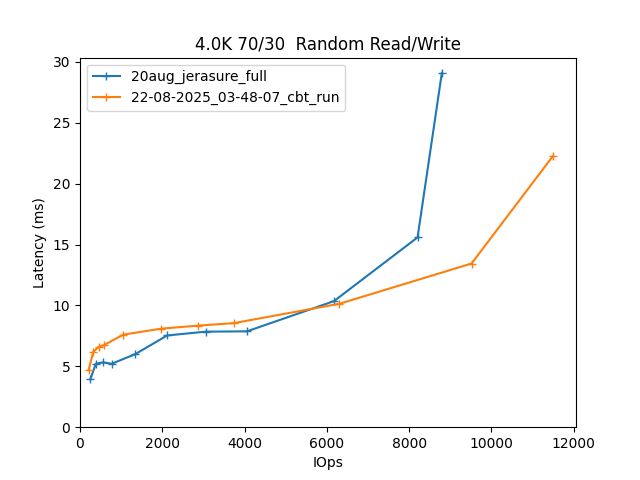 4.0K 70/30  Random Read/Write
20aug_jerasure_full
22-08-2025_03-48-07_cbt_run
Latency (ms)
30
25
20
15
10
5
0
0 2000 4000 6000 8000 10000 12000
IOps